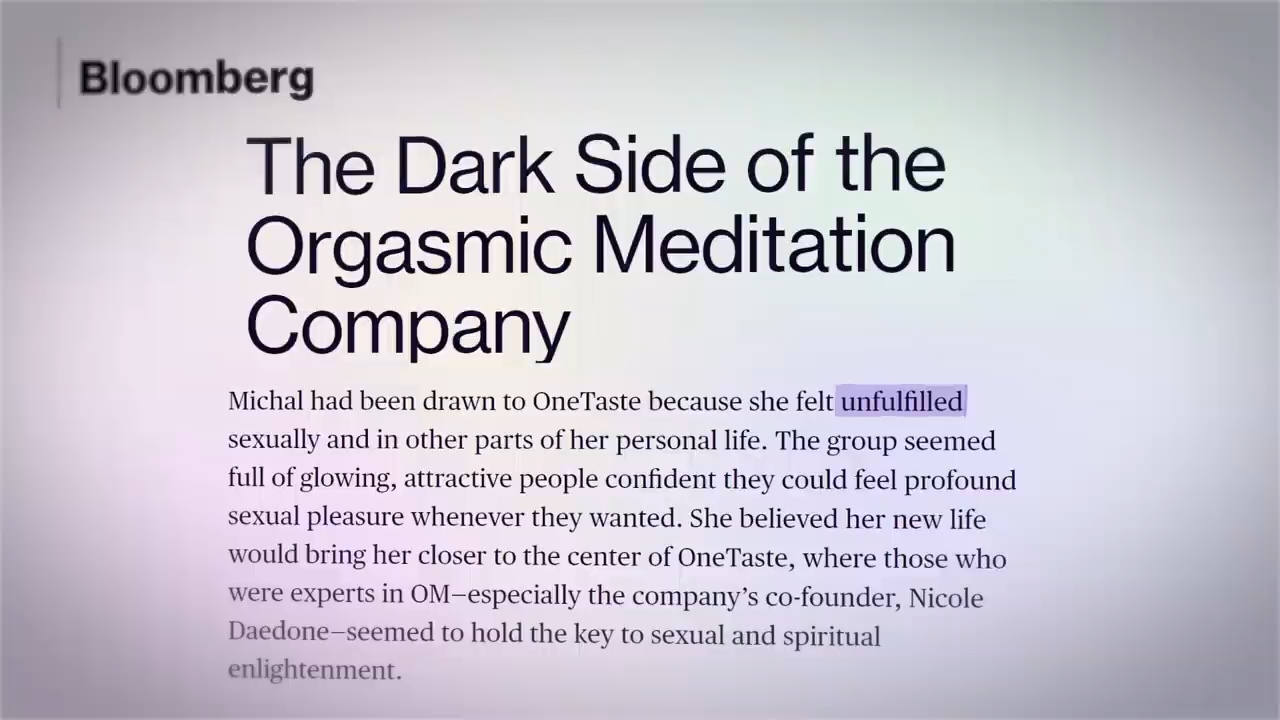 Bloomberg
The Dark Side of the
Orgasmic Meditation
Company
Michal had been drawn to OneTaste because she felt unfulfilled
sexually and in other parts of her personal life. The group seemed
full of glowing, attractive people confident they could feel profound
sexual pleasure whenever they wanted. She believed her new life
would bring her closer to the center of OneTaste, where those who
were experts in OM—especially the company’s co-founder, Nicole
Daedone—seemed to hold the key to sexual and spiritual
enlightenment.